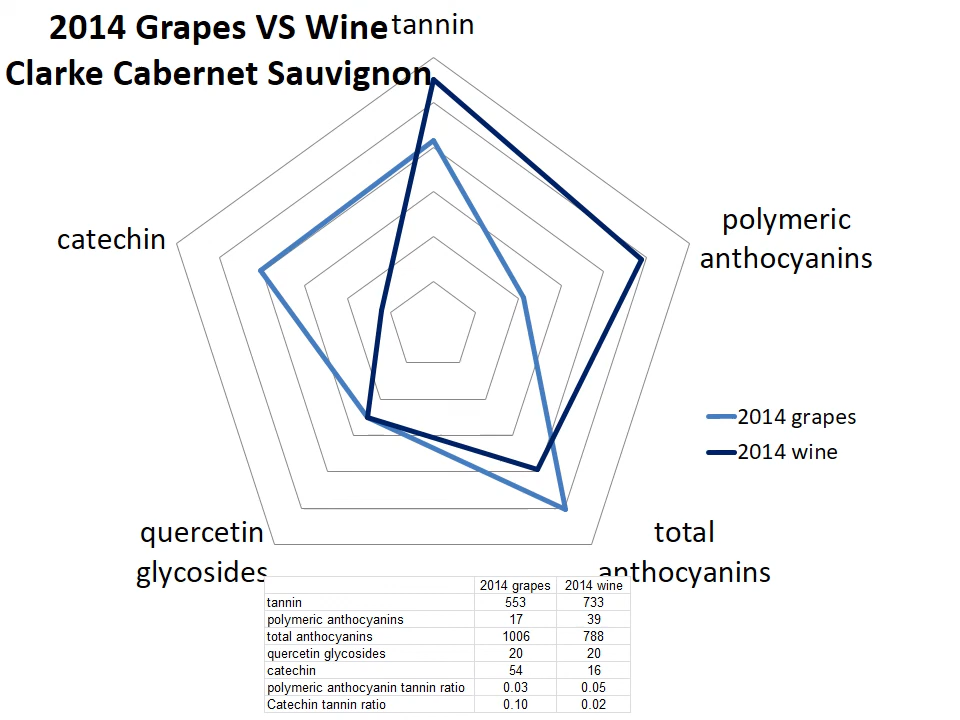 2014 Grapes VS Wine
Clarke Cabernet Sauvignon
tannin
polymeric
anthocyanins
catechin
2014 grapes
2014 wine
quercetin
glycosides
total
anthocyanins
2014 grapes 2014 wine
tannin 553 733
polymeric anthocyanins 17 39
total anthocyanins 1006 788
quercetin glycosides 20 20
catechin 54 16
polymeric anthocyanin tannin ratio 0.03 0.05
Catechin tannin ratio 0.10 0.02